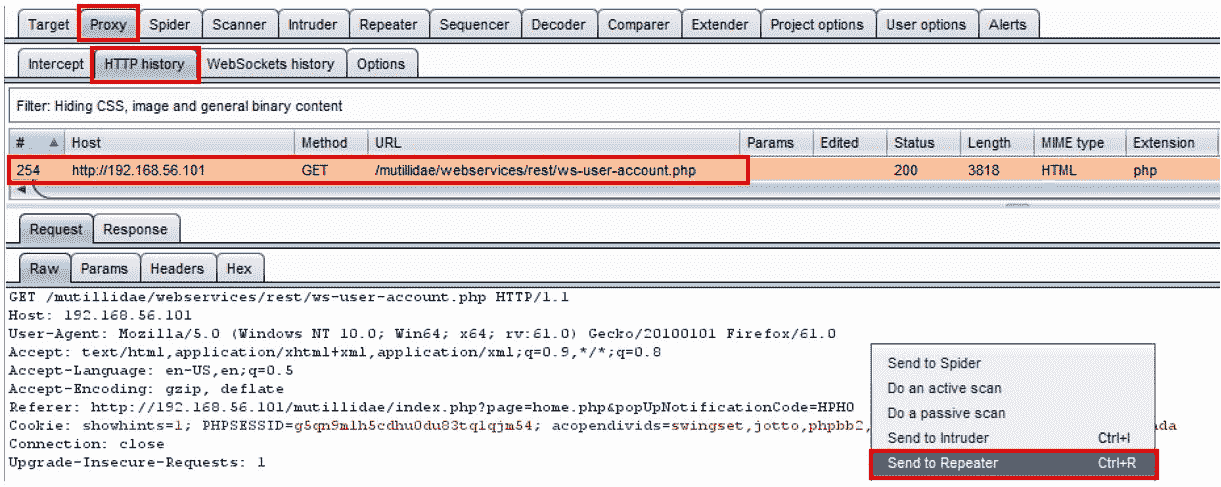 Target Proxy Spider Scanner Intruder Repeater Sequencer Decoder Comparer Extender Project options User options Alerts
Intercept HTTP history WebSockets history Options
Filter: Hiding CSS, image and general binary content
# Host Method URL Params Edited Status Length MIME type Extension
254 http://192.168.56.101 GET /mutillidae/webservices/rest/ws-user-account.php 200 3818 HTML php
Request Response
Raw Params Headers Hex
GET /mutillidae/webservices/rest/ws-user-account.php HTTP/1.1
Host: 192.168.56.101
User-Agent: Mozilla/5.0 (Windows NT 10.0; Win64; x64; rv:61.0) Gecko/20100101 Firefox/61.0
Accept: text/html,application/xhtml+xml,application/xml;q=0.9,*/*;q=0.8
Accept-Language: en-US,en;q=0.5
Accept-Encoding: gzip, deflate
Referer: http://192.168.56.101/mutillidae/index.php?page=home.php&popUpNotificationCode=HPH0
Cookie: showhints=1; PHPSESSID=g5qn9mlh5cdhu0du83tqlqjm54; acopendivids=swingset,jotto,phpbb2, ada
Connection: close
Upgrade-Insecure-Requests: 1
Send to Spider
Do an active scan
Do a passive scan
Send to Intruder Ctrl+I
Send to Repeater Ctrl+R